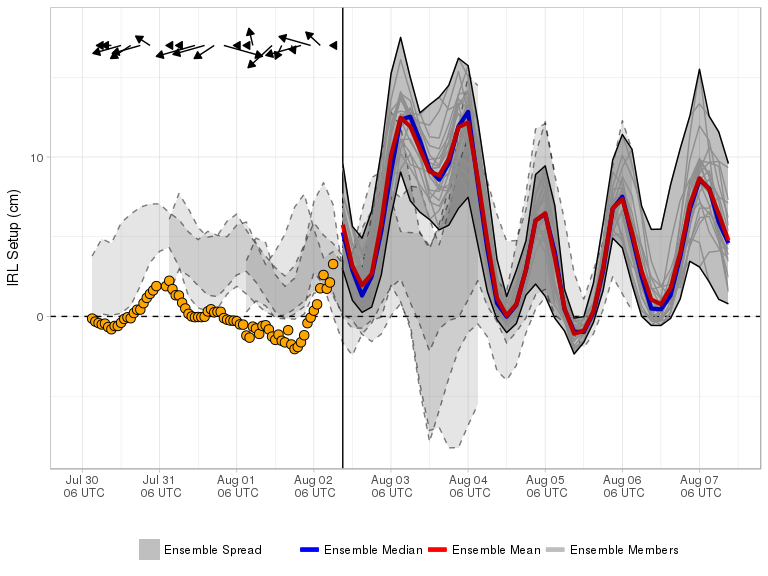 IRL Setup (cm)
10
0
Jul 30
06 UTC
Jul 31
06 UTC
Aug 01
06 UTC
Aug 02
06 UTC
Aug 03
06 UTC
Aug 04
06 UTC
Aug 05
06 UTC
Aug 06
06 UTC
Aug 07
06 UTC
Ensemble Spread
Ensemble Median
Ensemble Mean
Ensemble Members